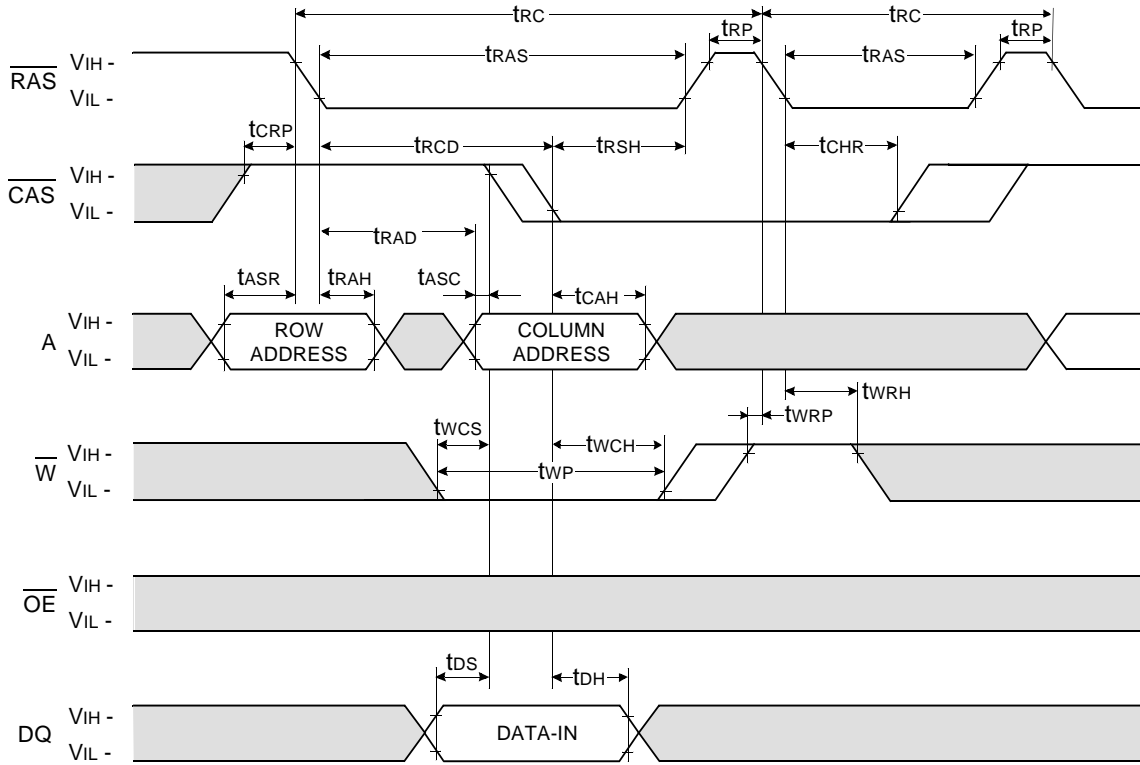 tRC tRC
tRP tRP
RAS VIH - tRAS tRAS
VIL -
tCRP tRCD tRSH tCHR
CAS VIH -
VIL -
tRAD
tASR tRAH tASC tCAH
A VIH - ROW COLUMN
VIL - ADDRESS ADDRESS
tWRH
tWRP
tWCS tWCH
W VIH - tWP
VIL -
OE VIH -
VIL -
tDS tDH
DQ VIH - DATA-IN
VIL -